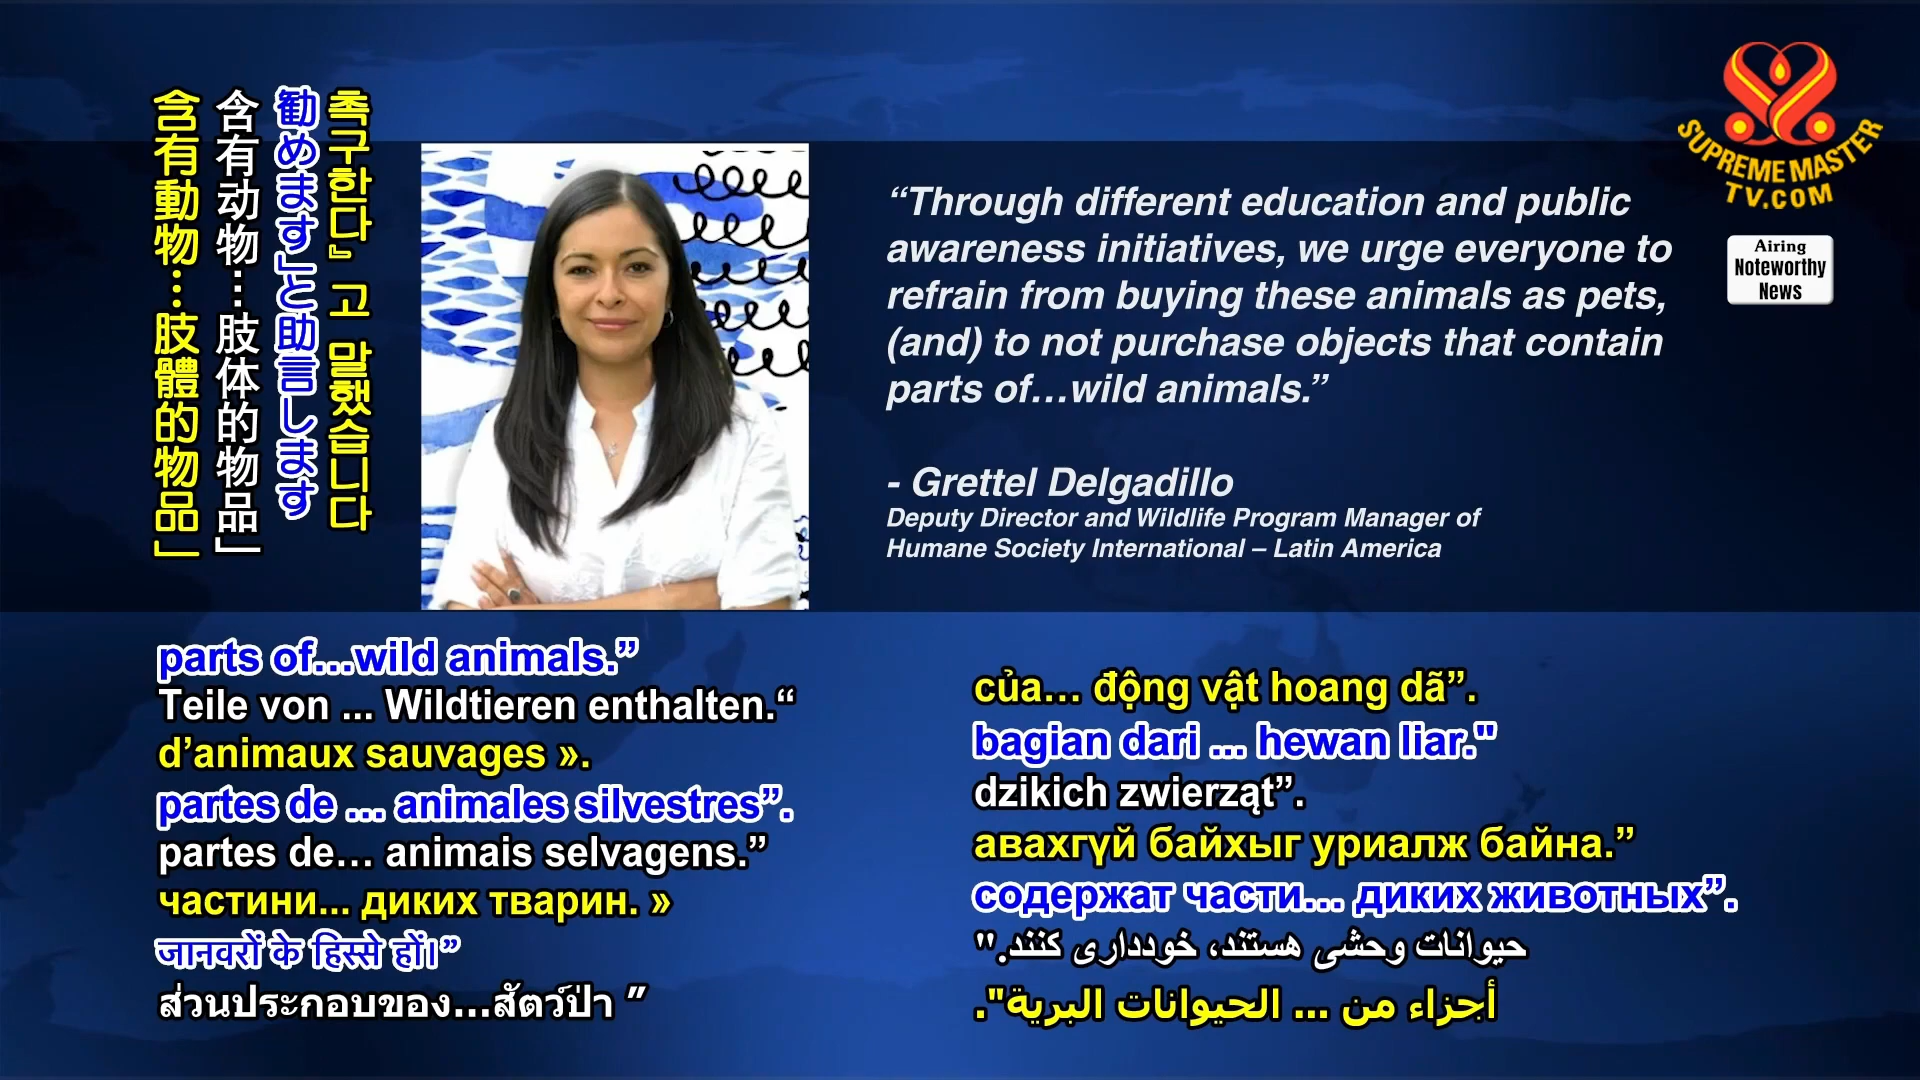 촉구한다』고 말했습니다
勧めます」と助言します
含有动物…肢体的物品」
含有動物…肢體的物品」
“Through different education and public
awareness initiatives, we urge everyone to
refrain from buying these animals as pets,
(and) to not purchase objects that contain
parts of…wild animals.”
- Grettel Delgadillo
Deputy Director and Wildlife Program Manager of
Humane Society International – Latin America
SUPREME MASTER
TV.COM
Airing
Noteworthy
News
parts of…wild animals.”
Teile von ... Wildtieren enthalten.“
d’animaux sauvages ».
partes de … animales silvestres”.
partes de… animais selvagens.”
частини... диких тварин. »
जानवरों के हिस्से हों।”
ส่วนประกอบของ...สัตว์ป่า ”
của… động vật hoang dã”.
bagian dari ... hewan liar."
dzikich zwierząt”.
авахгүй байхыг уриалж байна.”
содержат части… диких животных”.
حیوانات وحشی هستند، خودداری کنند."
أجزاء من ... الحيوانات البرية".